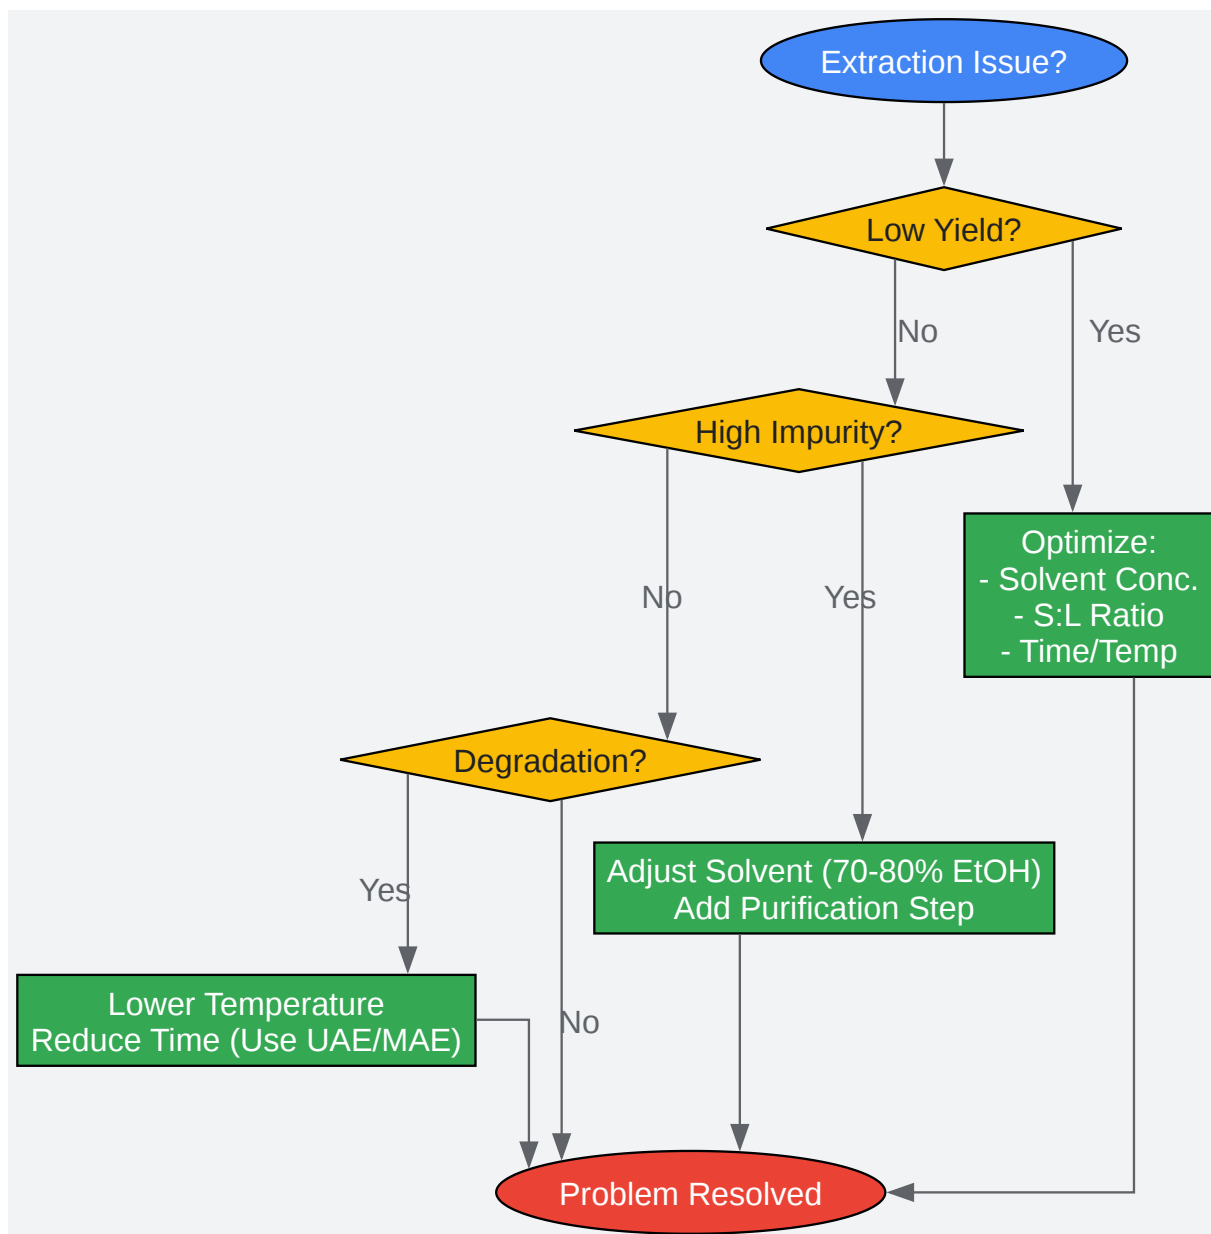 Extraction Issue?
Low Yield?
No
Yes
High Impurity?
Optimize:
- Solvent Conc.
- S:L Ratio
- Time/Temp
No
Yes
Degradation?
Adjust Solvent (70-80% EtOH)
Add Purification Step
Yes
Lower Temperature
Reduce Time (Use UAE/MAE)
No
Problem Resolved